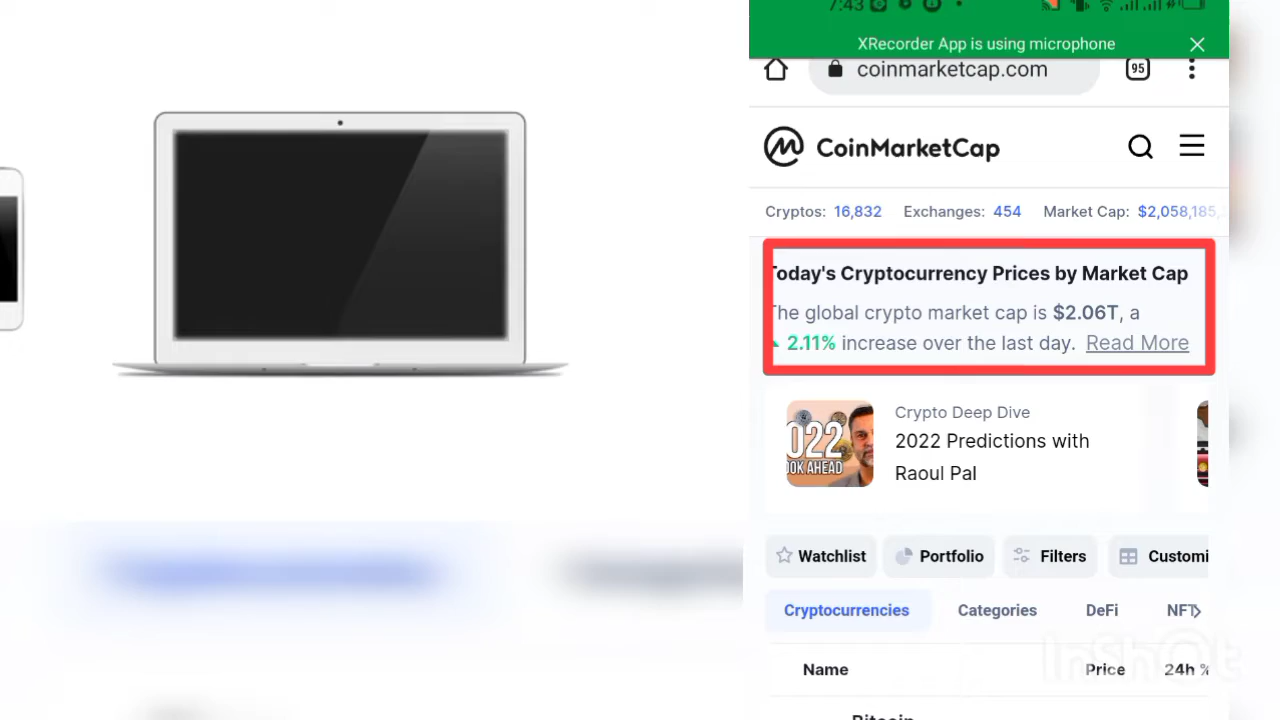 7:43
XRecorder App is using microphone
coinmarketcap.com
95
CoinMarketCap
Cryptos: 16,832 Exchanges: 454 Market Cap: $2,058,185,
Today's Cryptocurrency Prices by Market Cap
The global crypto market cap is $2.06T, a
2.11% increase over the last day. Read More
2022
OOK AHEAD
Crypto Deep Dive
2022 Predictions with
Raoul Pal
Watchlist Portfolio Filters Customi
Cryptocurrencies Categories DeFi NFT
Name Price 24h %
Bitcoin
InShOt